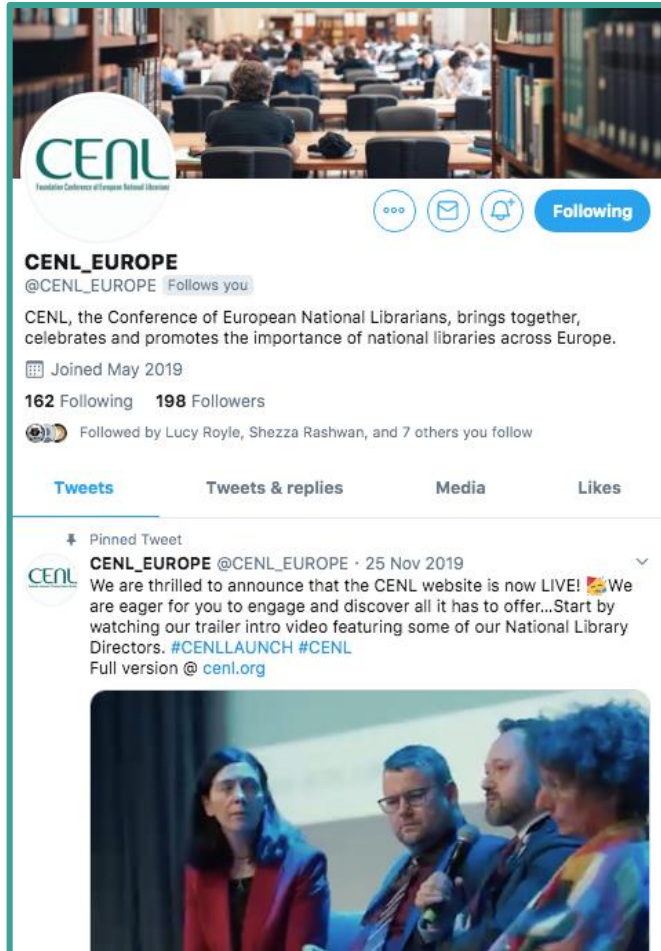 CENL
Foundation Conference of European National Librarians
Following
CENL_EUROPE
@CENL_EUROPE Follows you
CENL, the Conference of European National Librarians, brings together,
celebrates and promotes the importance of national libraries across Europe.
Joined May 2019
162 Following 198 Followers
Followed by Lucy Royle, Shezza Rashwan, and 7 others you follow
Tweets Tweets & replies Media Likes
Pinned Tweet
CENL
CENL_EUROPE @CENL_EUROPE · 25 Nov 2019
We are thrilled to announce that the CENL website is now LIVE! 🥳We
are eager for you to engage and discover all it has to offer...Start by
watching our trailer intro video featuring some of our National Library
Directors. #CENLLAUNCH #CENL
Full version @ cenl.org